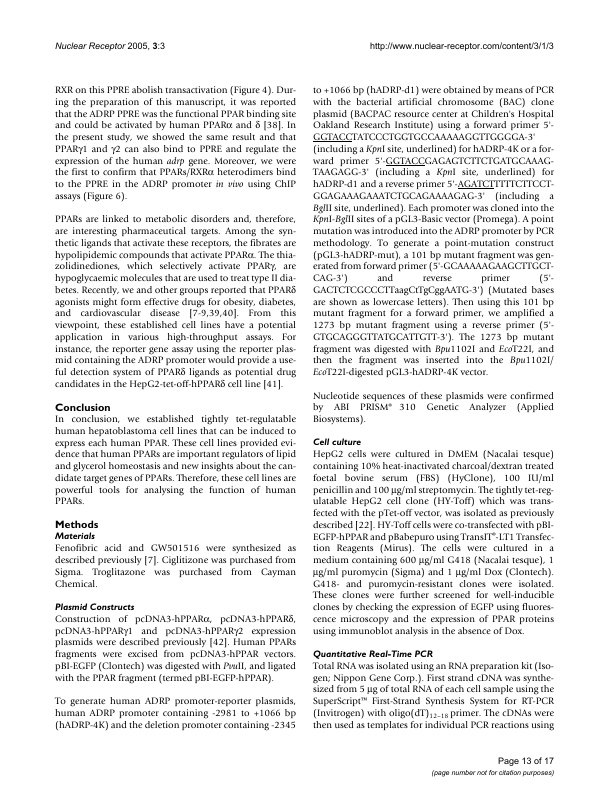 Nuclear Receptor 2005, 3:3
http://www.nuclear-receptor.com/content/3/1/3
RXR on this PPRE abolish transactivation (Figure 4). Dur-
ing the preparation of this manuscript, it was reported
that the ADRP PPRE was the functional PPAR binding site
and could be activated by human PPARα and δ [38]. In
the present study, we showed the same result and that
PPARγ1 and γ2 can also bind to PPRE and regulate the
expression of the human adrp gene. Moreover, we were
the first to confirm that PPARs/RXRα heterodimers bind
to the PPRE in the ADRP promoter in vivo using ChIP
assays (Figure 6).
PPARs are linked to metabolic disorders and, therefore,
are interesting pharmaceutical targets. Among the syn-
thetic ligands that activate these receptors, the fibrates are
hypolipidemic compounds that activate PPARα. The thia-
zolidinediones, which selectively activate PPARγ, are
hypoglycaemic molecules that are used to treat type II dia-
betes. Recently, we and other groups reported that PPARδ
agonists might form effective drugs for obesity, diabetes,
and cardiovascular disease [7-9,39,40]. From this
viewpoint, these established cell lines have a potential
application in various high-throughput assays. For
instance, the reporter gene assay using the reporter plas-
mid containing the ADRP promoter would provide a use-
ful detection system of PPARδ ligands as potential drug
candidates in the HepG2-tet-off-hPPARδ cell line [41].
Conclusion
In conclusion, we established tightly tet-regulatable
human hepatoblastoma cell lines that can be induced to
express each human PPAR. These cell lines provided evi-
dence that human PPARs are important regulators of lipid
and glycerol homeostasis and new insights about the can-
didate target genes of PPARs. Therefore, these cell lines are
powerful tools for analysing the function of human
PPARs.
Methods
Materials
Fenofibric acid and GW501516 were synthesized as
described previously [7]. Ciglitizone was purchased from
Sigma. Troglitazone was purchased from Cayman
Chemical.
Plasmid Constructs
Construction of pcDNA3-hPPARα, pcDNA3-hPPARδ,
pcDNA3-hPPARγ1 and pcDNA3-hPPARγ2 expression
plasmids were described previously [42]. Human PPARs
fragments were excised from pcDNA3-hPPAR vectors.
pBI-EGFP (Clontech) was digested with PvuII, and ligated
with the PPAR fragment (termed pBI-EGFP-hPPAR).
To generate human ADRP promoter-reporter plasmids,
human ADRP promoter containing -2981 to +1066 bp
(hADRP-4K) and the deletion promoter containing -2345
to +1066 bp (hADRP-d1) were obtained by means of PCR
with the bacterial artificial chromosome (BAC) clone
plasmid (BACPAC resource center at Children's Hospital
Oakland Research Institute) using a forward primer 5'-
GGTACCTATCCCTGGTGCGAAAAGGTTGGGGA-3'
(including a KpnI site, underlined) for hADRP-4K or a for-
ward primer 5'-GGTACCGAGAGTCTTCTGATGCAAAG-
TAAGAGG-3' (including a KpnI site, underlined) for
hADRP-d1 and a reverse primer 5'-AGATCTTTTTCTTCCT-
GGAGAAAGAAATCTGCAGAAAAGAG-3' (including a
BglII site, underlined). Each promoter was cloned into the
KpnI-BglII sites of a pGL3-Basic vector (Promega). A point
mutation was introduced into the ADRP promoter by PCR
methodology. To generate a point-mutation construct
(pGL3-hADRP-mut), a 101 bp mutant fragment was gen-
erated from forward primer (5'-GCAAAAAGAAGCTTGCT-
CAG-3') and reverse primer (5'-
GACTCTCGCCCTTaagCtTgCggAATG-3') (Mutated bases
are shown as lowercase letters). Then using this 101 bp
mutant fragment for a forward primer, we amplified a
1273 bp mutant fragment using a reverse primer (5'-
GTGCAGGGTTATGCATTGTT-3'). The 1273 bp mutant
fragment was digested with Bpu1102I and EcoT22I, and
then the fragment was inserted into the Bpu1102I/
EcoT22I-digested pGL3-hADRP-4K vector.
Nucleotide sequences of these plasmids were confirmed
by ABI PRISM® 310 Genetic Analyzer (Applied
Biosystems).
Cell culture
HepG2 cells were cultured in DMEM (Nacalai tesque)
containing 10% heat-inactivated charcoal/dextran treated
foetal bovine serum (FBS) (HyClone), 100 IU/ml
penicillin and 100 µg/ml streptomycin. The tightly tet-reg-
ulatable HepG2 cell clone (HY-Toff) which was trans-
fected with the pTet-off vector, was isolated as previously
described [22]. HY-Toff cells were co-transfected with pBI-
EGFP-hPPAR and pBabepuro using TransIT®-LT1 Transfec-
tion Reagents (Mirus). The cells were cultured in a
medium containing 600 µg/ml G418 (Nacalai tesque), 1
µg/ml puromycin (Sigma) and 1 µg/ml Dox (Clontech).
G418- and puromycin-resistant clones were isolated.
These clones were further screened for well-inducible
clones by checking the expression of EGFP using fluores-
cence microscopy and the expression of PPAR proteins
using immunoblot analysis in the absence of Dox.
Quantitative Real-Time PCR
Total RNA was isolated using an RNA preparation kit (Iso-
gen; Nippon Gene Corp.). First strand cDNA was synthe-
sized from 5 µg of total RNA of each cell sample using the
SuperScript™ First-Strand Synthesis System for RT-PCR
(Invitrogen) with oligo(dT)12–18 primer. The cDNAs were
then used as templates for individual PCR reactions using
Page 13 of 17
(page number not for citation purposes)